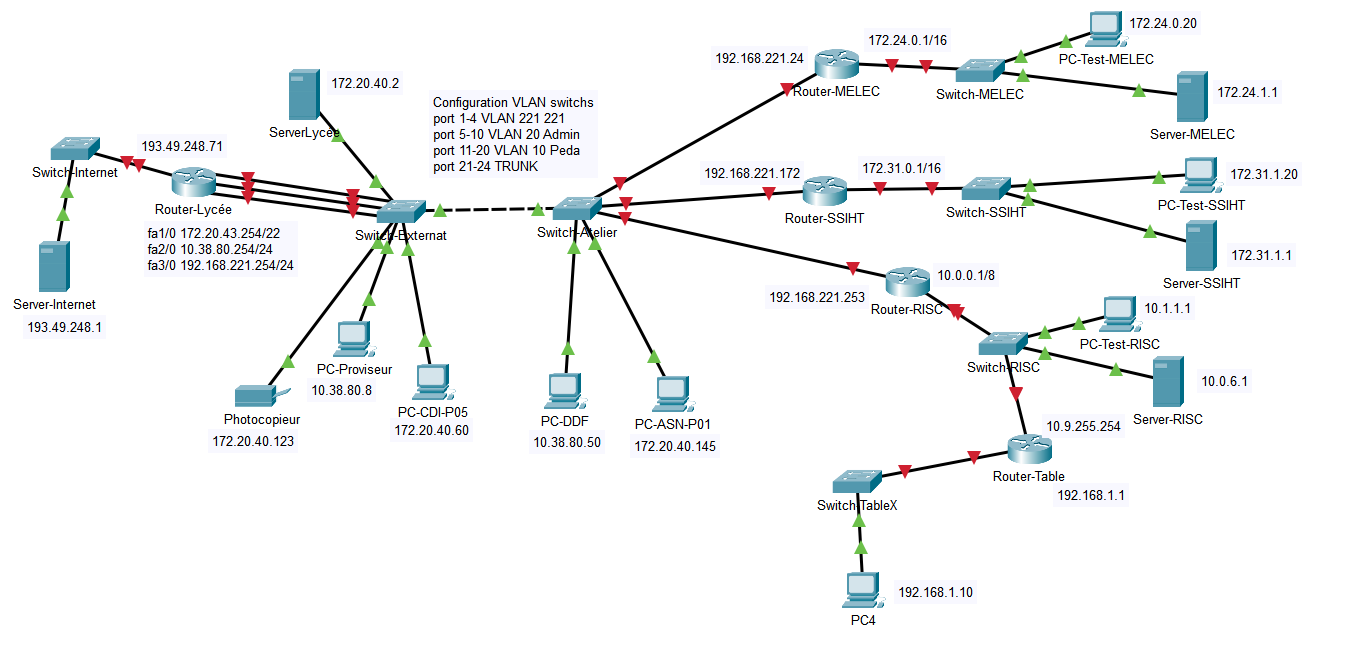 172.24.0.20
PC-Test-MELEC
172.24.0.1/16
192.168.221.24
Router-MELEC
Switch-MELEC
172.24.1.1
Server-MELEC
172.20.40.2
ServerLycée
Configuration VLAN switchs
port 1-4 VLAN 221 221
port 5-10 VLAN 20 Admin
port 11-20 VLAN 10 Peda
port 21-24 TRUNK
193.49.248.71
Switch-Internet
Router-Lycée
fa1/0 172.20.43.254/22
fa2/0 10.38.80.254/24
fa3/0 192.168.221.254/24
Switch-Externat
Switch-Atelier
192.168.221.172
172.31.0.1/16
Router-SSIHT
Switch-SSIHT
172.31.1.20
PC-Test-SSIHT
172.31.1.1
Server-SSIHT
Server-Internet
193.49.248.1
192.168.221.253
10.0.0.1/8
Router-RISC
10.1.1.1
PC-Test-RISC
Switch-RISC
10.0.6.1
Server-RISC
PC-Proviseur
10.38.80.8
Photocopieur
172.20.40.123
PC-CDI-P05
172.20.40.60
PC-DDF
10.38.80.50
PC-ASN-P01
172.20.40.145
10.9.255.254
Router-Table
192.168.1.1
Switch-TableX
192.168.1.10
PC4